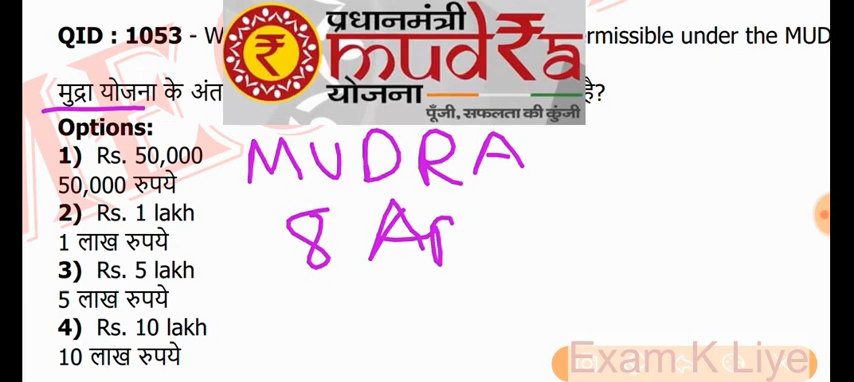 QID : 1053 - W
rmissible under the MUD
मुद्रा योजना के अंत
है?
प्रधानमंत्री
mudra
योजना
पूँजी, सफलता की कुंजी
Options:
1) Rs. 50,000
50,000 रुपये
2) Rs. 1 lakh
1 लाख रुपये
3) Rs. 5 lakh
5 लाख रुपये
4) Rs. 10 lakh
10 लाख रुपये
MUDRA
8 Ap
Exam K Liye